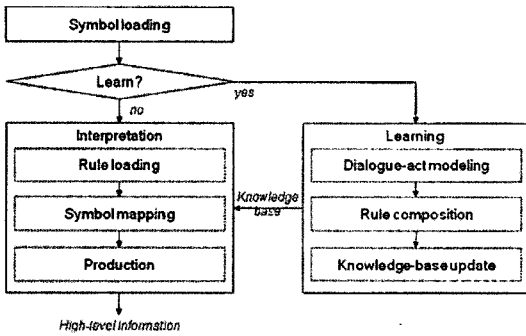 Symbol loading
Learn?
yes
no
Interpretation
Rule loading
Symbol mapping
Production
Knowledge
base
Learning
Dialogue-act modeling
Rule composition
Knowledge-base update
High-level information